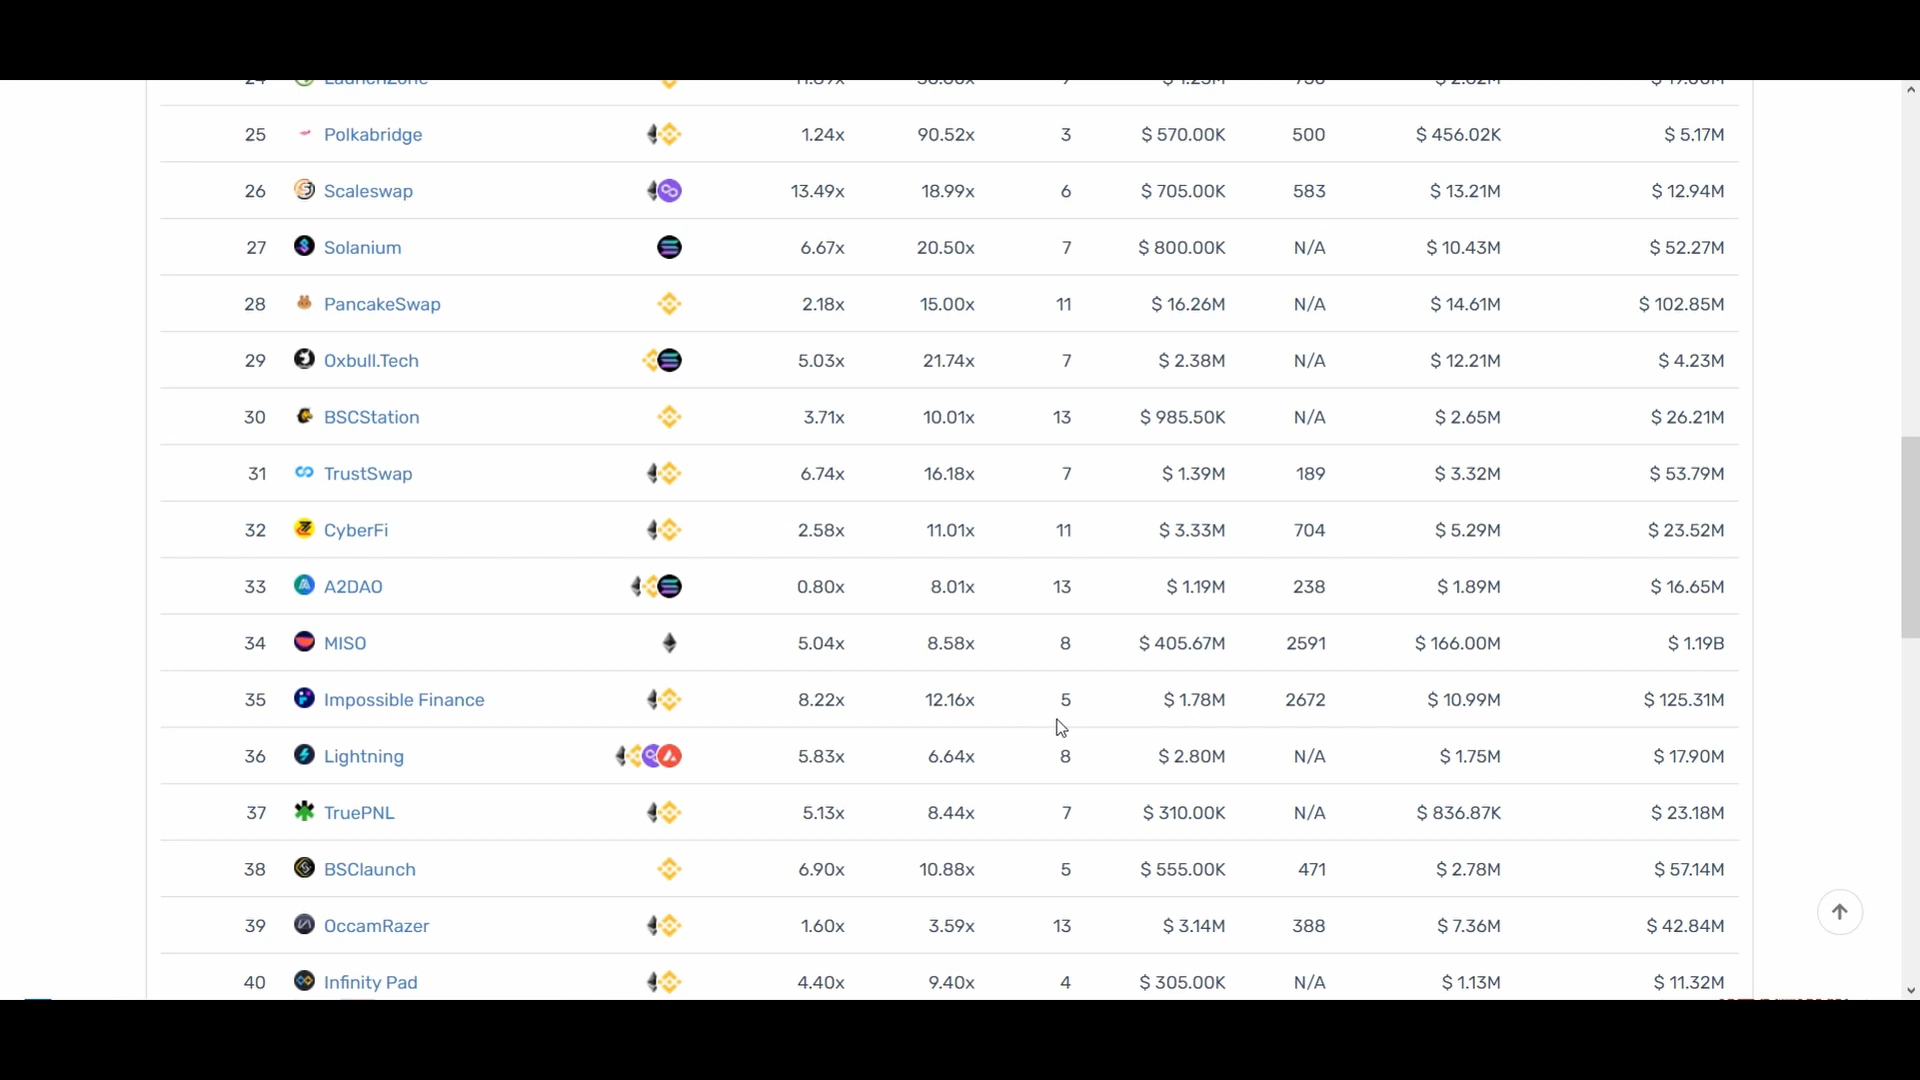 25 Polkabridge 1.24x 90.52x 3 $ 570.00K 500 $ 456.02K $ 5.17M
26 Scaleswap 13.49x 18.99x 6 $ 705.00K 583 $ 13.21M $ 12.94M
27 Solanium 6.67x 20.50x 7 $ 800.00K N/A $ 10.43M $ 52.27M
28 PancakeSwap 2.18x 15.00x 11 $ 16.26M N/A $ 14.61M $ 102.85M
29 Oxbull.Tech 5.03x 21.74x 7 $ 2.38M N/A $ 12.21M $ 4.23M
30 BSCStation 3.71x 10.01x 13 $ 985.50K N/A $ 2.65M $ 26.21M
31 TrustSwap 6.74x 16.18x 7 $ 1.39M 189 $ 3.32M $ 53.79M
32 CyberFi 2.58x 11.01x 11 $ 3.33M 704 $ 5.29M $ 23.52M
33 A2DAO 0.80x 8.01x 13 $ 1.19M 238 $ 1.89M $ 16.65M
34 MISO 5.04x 8.58x 8 $ 405.67M 2591 $ 166.00M $ 1.19B
35 Impossible Finance 8.22x 12.16x 5 $ 1.78M 2672 $ 10.99M $ 125.31M
36 Lightning 5.83x 6.64x 8 $ 2.80M N/A $ 1.75M $ 17.90M
37 TruePNL 5.13x 8.44x 7 $ 310.00K N/A $ 836.87K $ 23.18M
38 BSClaunch 6.90x 10.88x 5 $ 555.00K 471 $ 2.78M $ 57.14M
39 OccamRazer 1.60x 3.59x 13 $ 3.14M 388 $ 7.36M $ 42.84M
40 Infinity Pad 4.40x 9.40x 4 $ 305.00K N/A $ 1.13M $ 11.32M